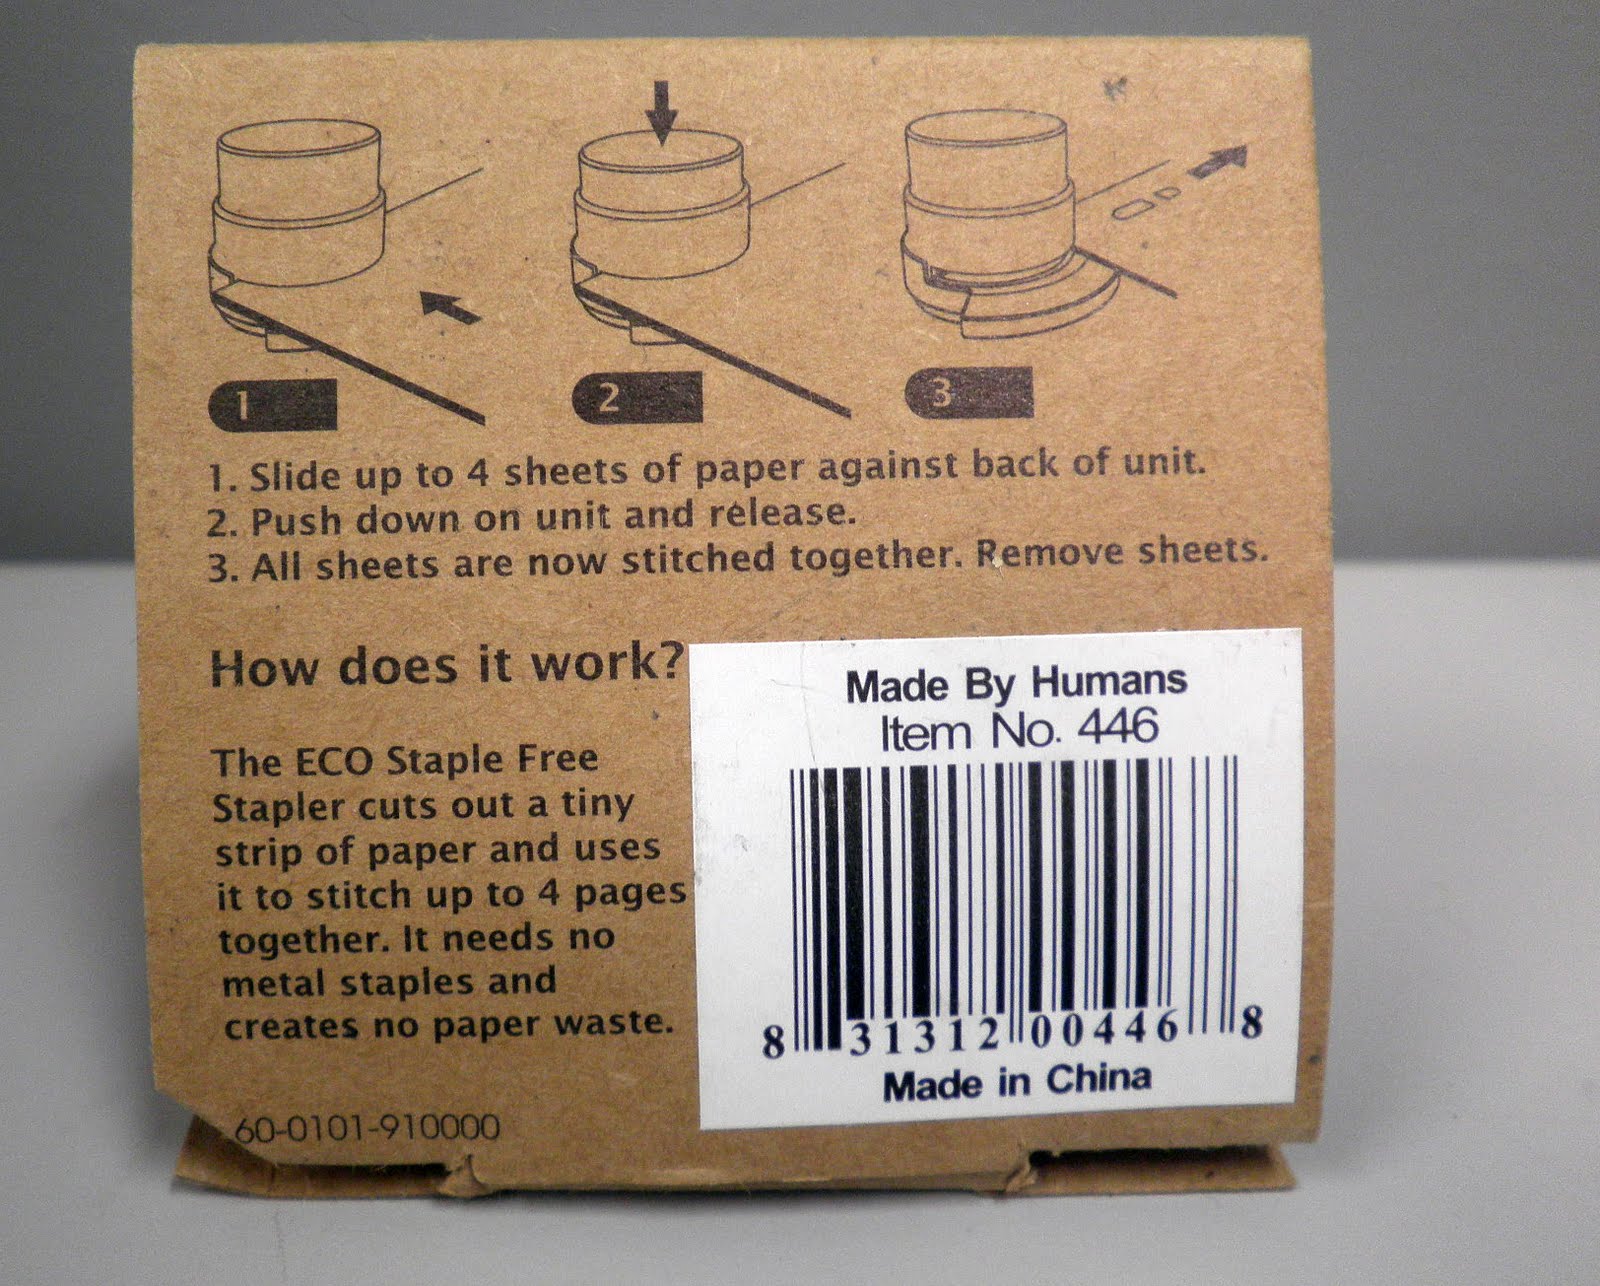 1
2
3
1. Slide up to 4 sheets of paper against back of unit.
2. Push down on unit and release.
3. All sheets are now stitched together. Remove sheets.
How does it work?
The ECO Staple Free
Stapler cuts out a tiny
strip of paper and uses
it to stitch up to 4 pages
together. It needs no
metal staples and
creates no paper waste.
60-0101-910000
Made By Humans
Item No. 446
8 31312 00446 8
Made in China